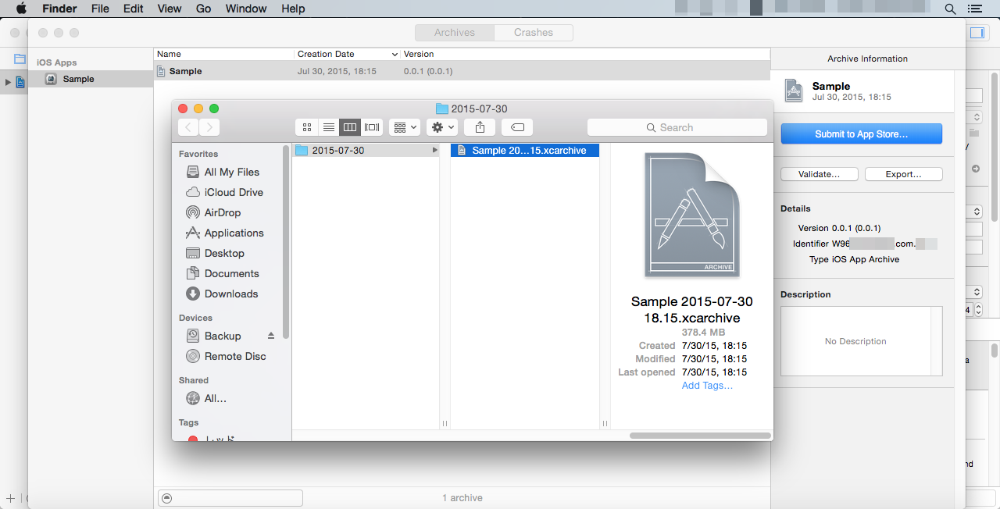 Finder File Edit View Go Window Help
Archives Crashes
iOS Apps
Sample
Name Creation Date Version
Sample Jul 30, 2015, 18:15 0.0.1 (0.0.1)
Archive Information
Sample
Jul 30, 2015, 18:15
Submit to App Store...
Validate... Export...
Details
Version 0.0.1 (0.0.1)
Identifier W96 .com.
Type iOS App Archive
Description
No Description
2015-07-30
Search
Favorites
All My Files
iCloud Drive
AirDrop
Applications
Desktop
Documents
Downloads
Devices
Backup
Remote Disc
Shared
All...
Tags
レッド
2015-07-30
Sample 20...15.xcarchive
ARCHIVE
Sample 2015-07-30
18.15.xcarchive
378.4 MB
Created 7/30/15, 18:15
Modified 7/30/15, 18:15
Last opened 7/30/15, 18:15
Add Tags...
1 archive
/
4
a
nd